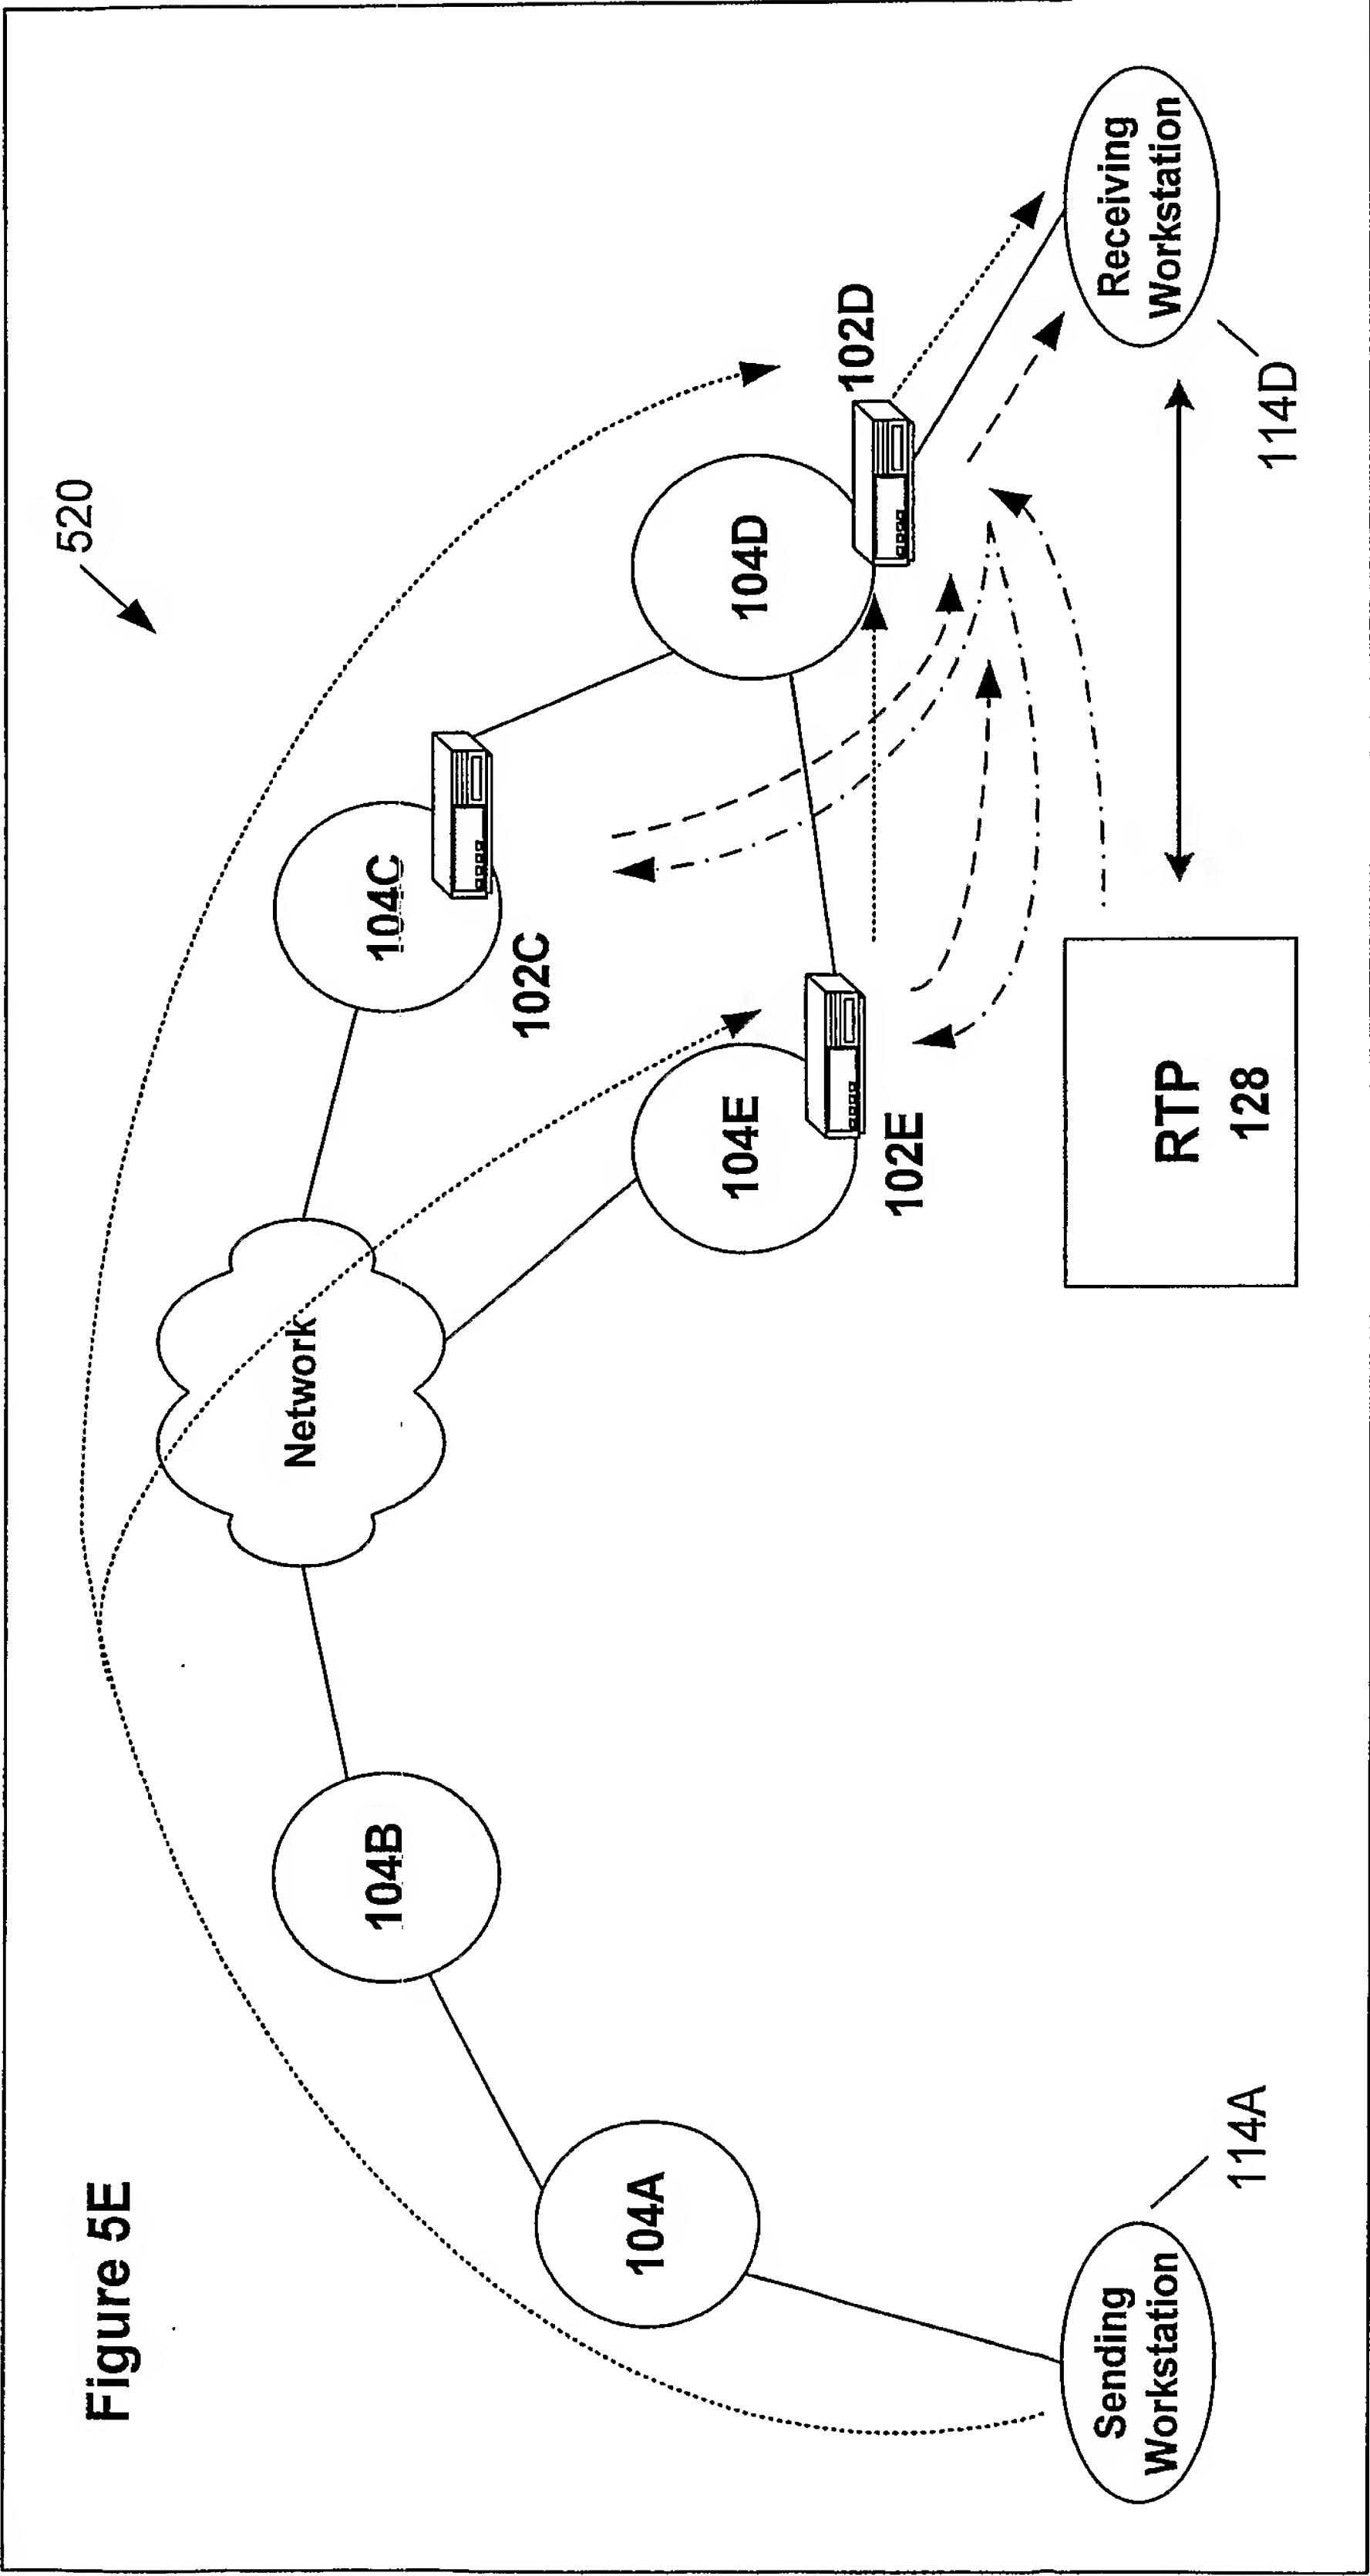 Figure 5E
520
Network
104B
104C
102C
104A
104E
102E
104D
102D
Sending
Workstation
114A
RTP
128
Receiving
Workstation
114D